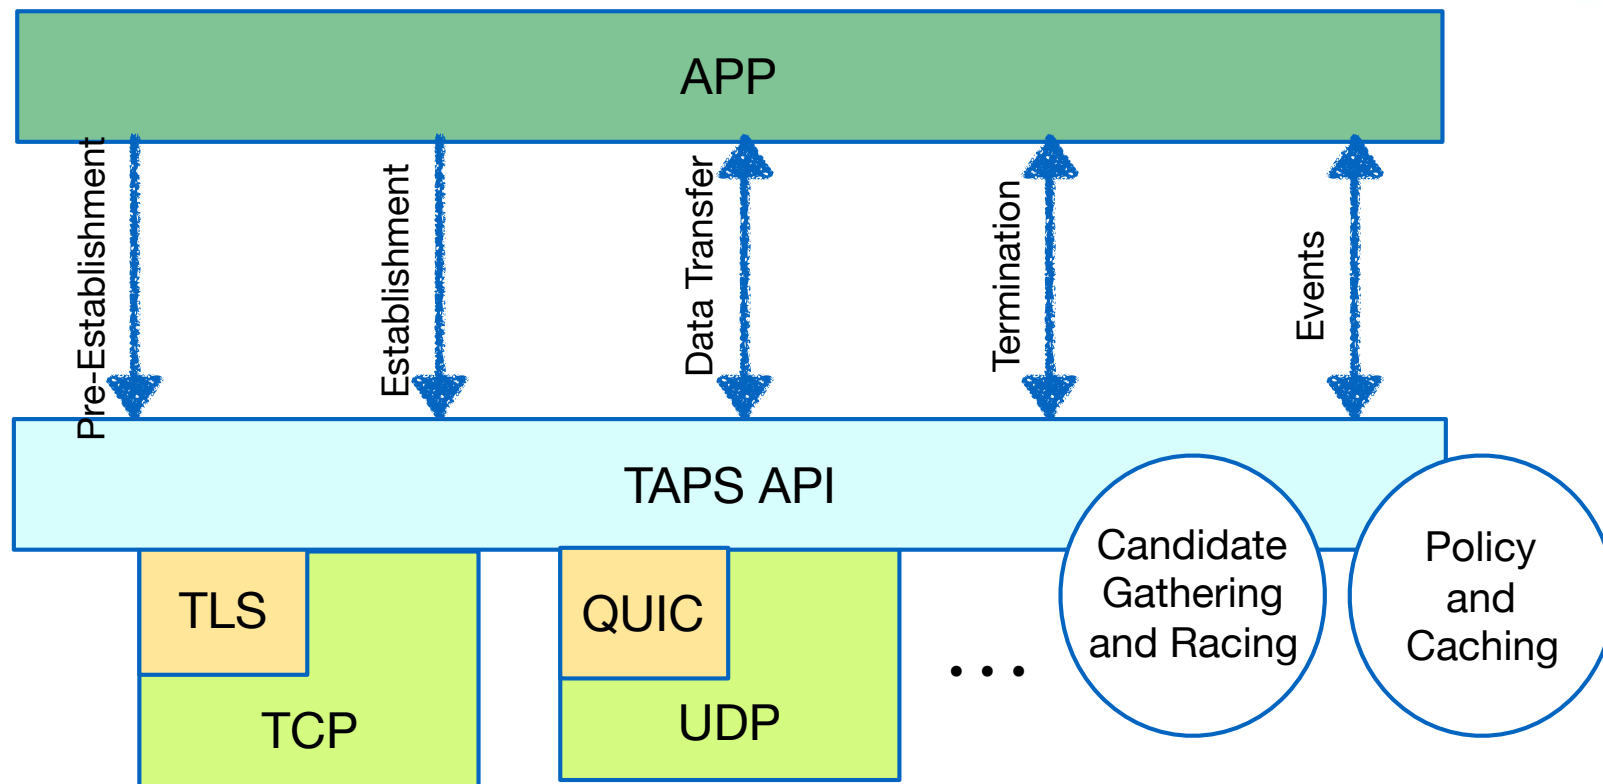 APP
Pre-Establishment
Establishment
Data Transfer
Termination
Events
TAPS API
TLS
TCP
QUIC
UDP
...
Candidate
Gathering
and Racing
Policy
and
Caching